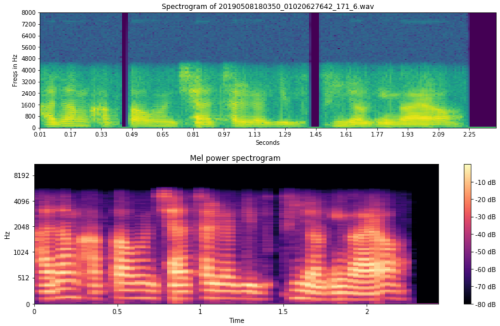 Spectrogram of 20190508180350_01020627642_171_6.wav
Freqs in Hz
8000
7200
6400
5600
4800
4000
3200
2400
1600
800
0
0.01 0.17 0.33 0.49 0.65 0.81 0.97 1.13 1.29 1.45 1.61 1.77 1.93 2.09 2.25
Seconds
Mel power spectrogram
Hz
8192
4096
2048
1024
512
0
0 0.5 1 1.5 2
Time
-10 dB
-20 dB
-30 dB
-40 dB
-50 dB
-60 dB
-70 dB
-80 dB